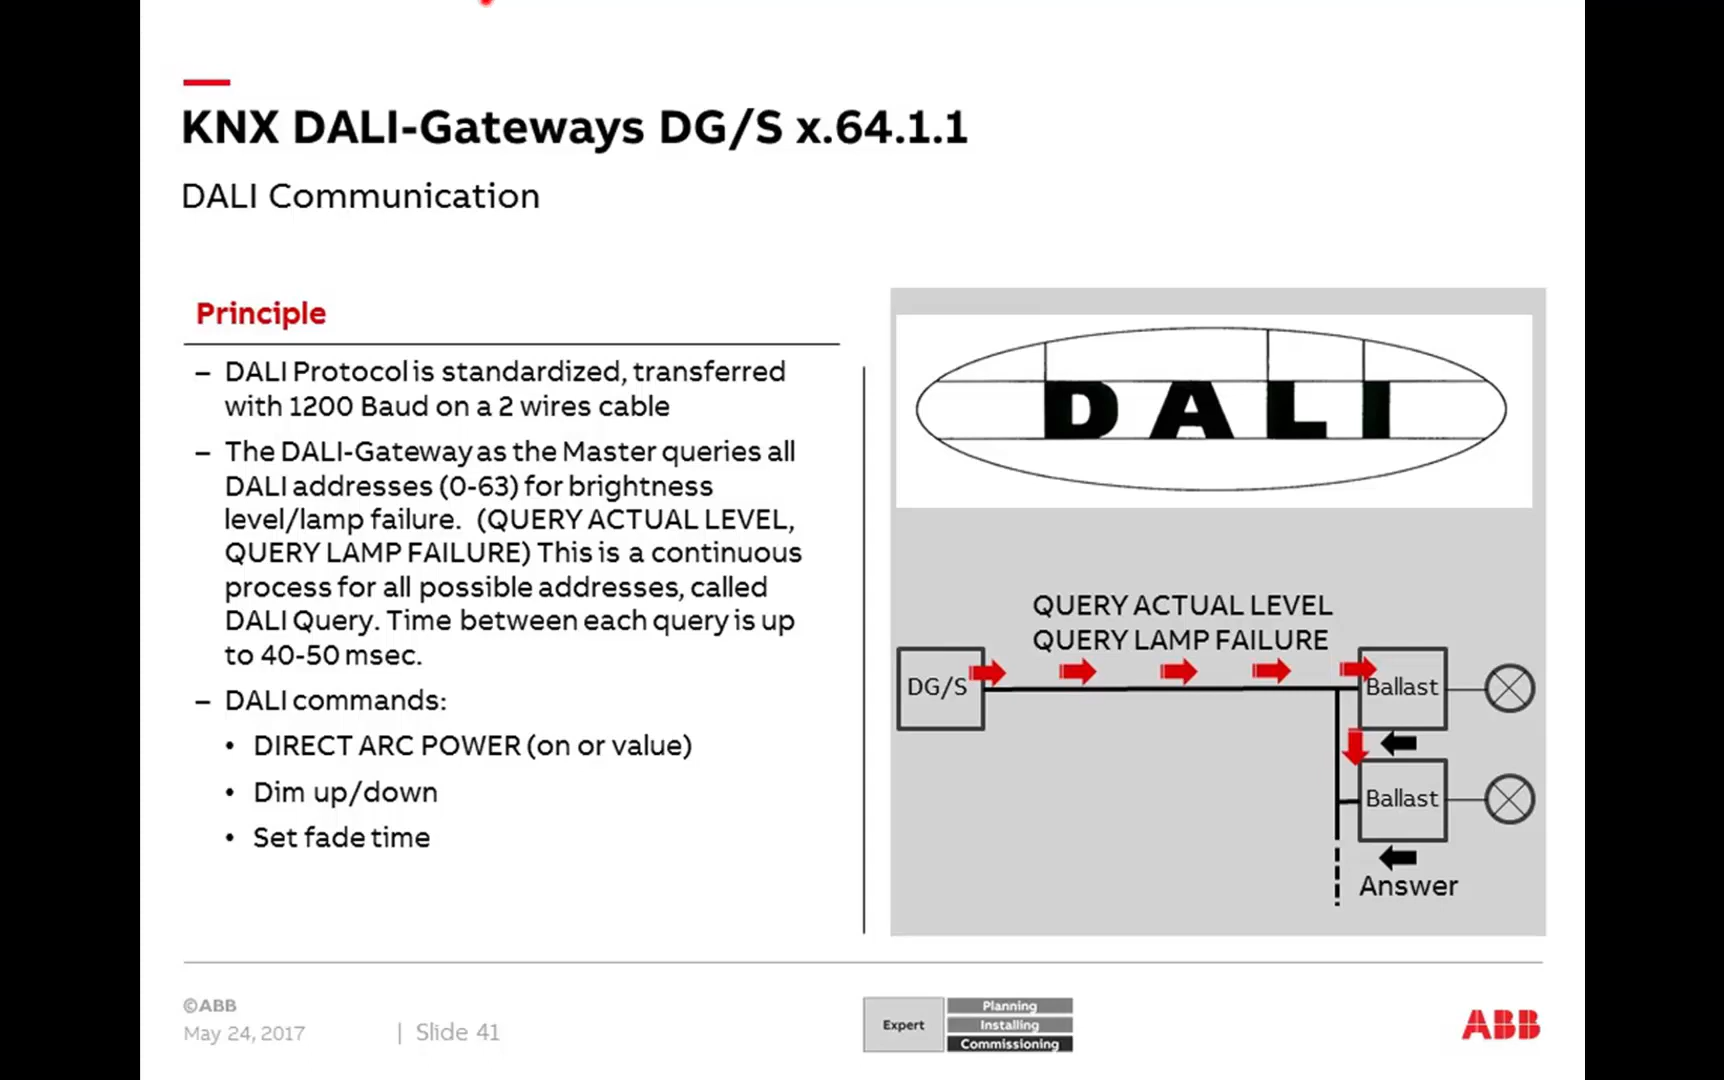 KNX DALI-Gateways DG/S x.64.1.1
DALI Communication
Principle
– DALI Protocol is standardized, transferred
with 1200 Baud on a 2 wires cable
– The DALI-Gateway as the Master queries all
DALI addresses (0-63) for brightness
level/lamp failure. (QUERY ACTUAL LEVEL,
QUERY LAMP FAILURE) This is a continuous
process for all possible addresses, called
DALI Query. Time between each query is up
to 40-50 msec.
– DALI commands:
• DIRECT ARC POWER (on or value)
• Dim up/down
• Set fade time
DALI
QUERY ACTUAL LEVEL
QUERY LAMP FAILURE
DG/S
Ballast
Ballast
Answer
©ABB
May 24, 2017
| Slide 41
Expert
Planning
Installing
Commissioning
ABB